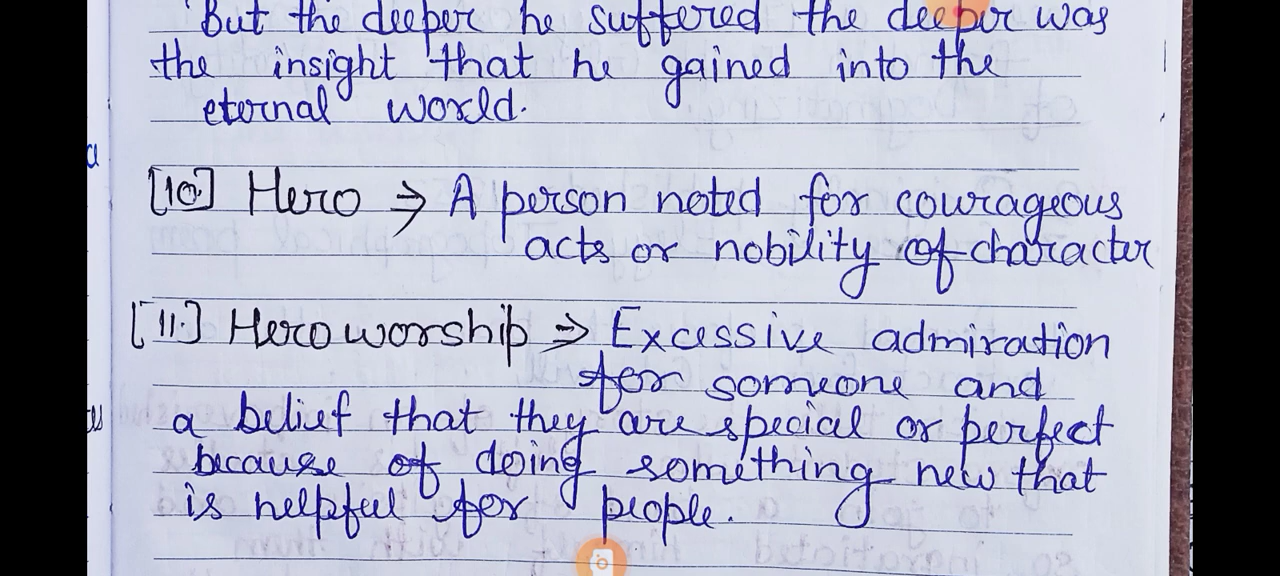 But the deeper he suffered the deeper was
the insight that he gained into the
eternal world.
[10] Hero ⇒ A person noted for courageous
acts or nobility of character
[11.] Hero worship ⇒ Excessive admiration
for someone and
a belief that they are special or perfect
because of doing something new that
is helpful for people.